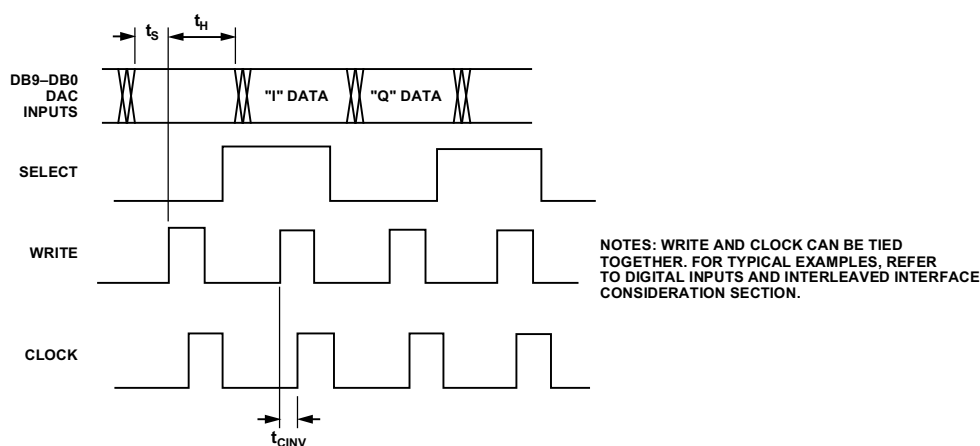 tS
tH
DB9–DB0
DAC
INPUTS
"I" DATA
"Q" DATA
SELECT
WRITE
NOTES: WRITE AND CLOCK CAN BE TIED
TOGETHER. FOR TYPICAL EXAMPLES, REFER
TO DIGITAL INPUTS AND INTERLEAVED INTERFACE
CONSIDERATION SECTION.
CLOCK
tCINV